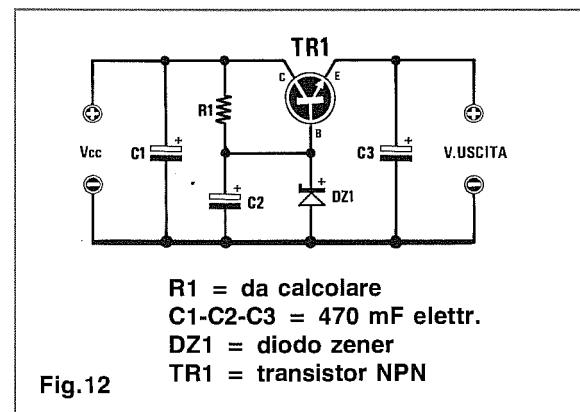 TR1
C
E
R1
B
Vcc
C1
+
C3
+
V.USCITA
C2
+
DZ1
R1 = da calcolare
C1-C2-C3 = 470 mF elettr.
DZ1 = diodo zener
TR1 = transistor NPN
Fig.12